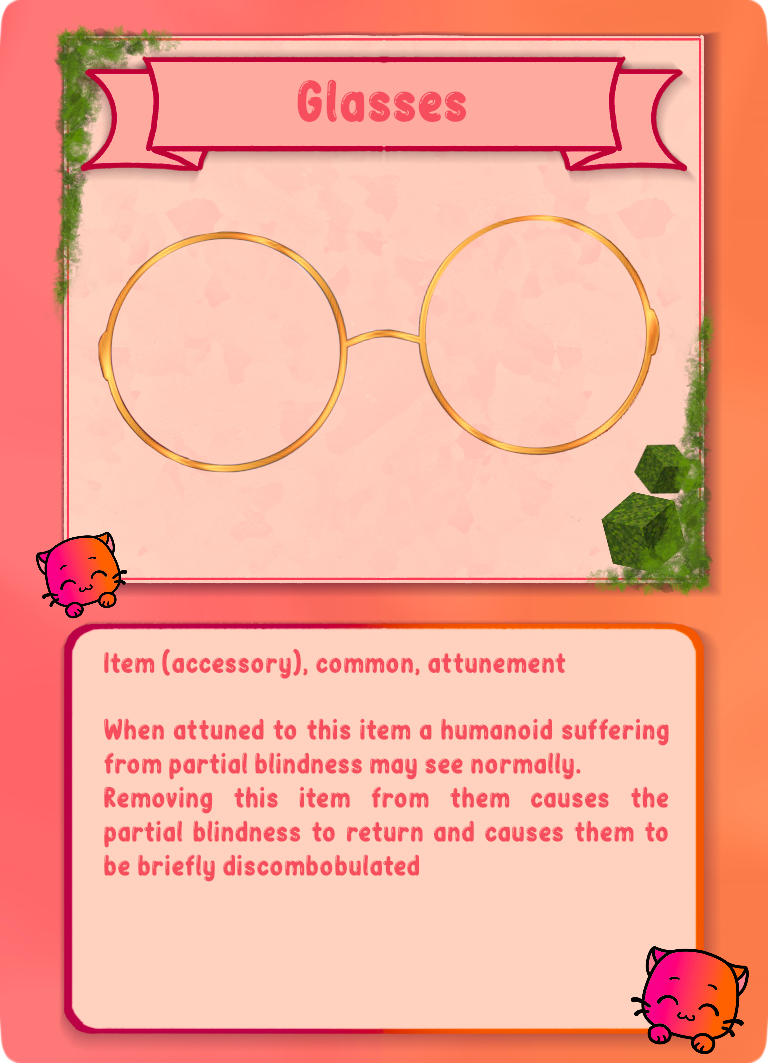 Glasses
Item (accessory), common, attunement
When attuned to this item a humanoid suffering
from partial blindness may see normally.
Removing this item from them causes the
partial blindness to return and causes them to
be briefly discombobulated